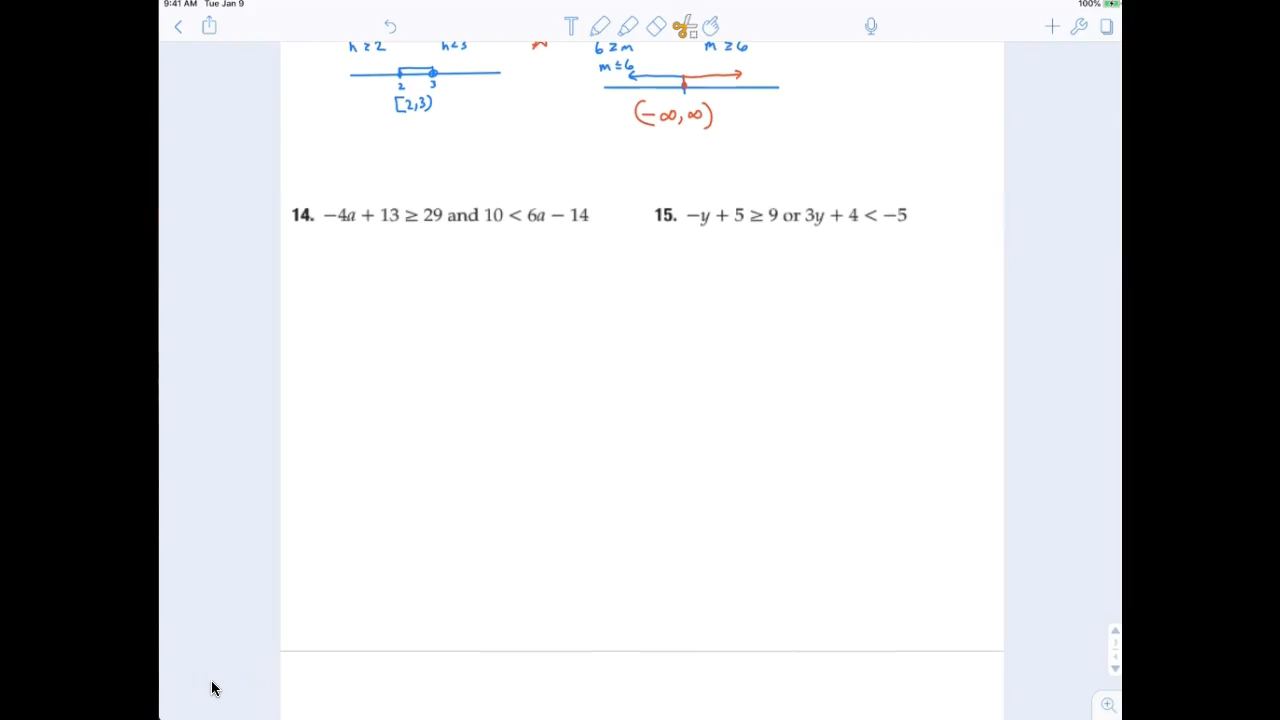 9:41 AM Tue Jan 9
100%
T
n ≥ 2 n < 3 6 ≥ m m ≥ 6
m ≤ 6
2 3
[2,3)
(-∞, ∞)
14. −4a + 13 ≥ 29 and 10 < 6a − 14
15. −y + 5 ≥ 9 or 3y + 4 < −5